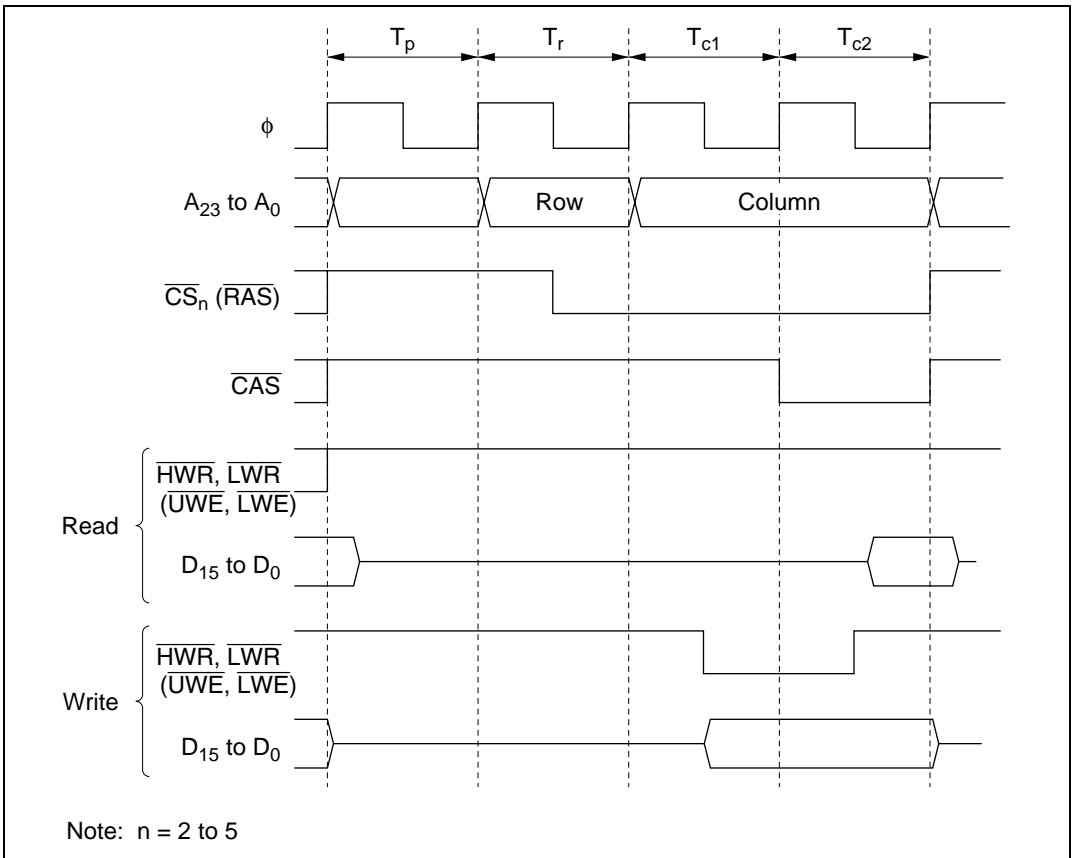 Tp Tr Tc1 Tc2
φ
A23 to A0 Row Column
CSn (RAS)
CAS
Read
HWR, LWR
(UWE, LWE)
D15 to D0
Write
HWR, LWR
(UWE, LWE)
D15 to D0
Note: n = 2 to 5